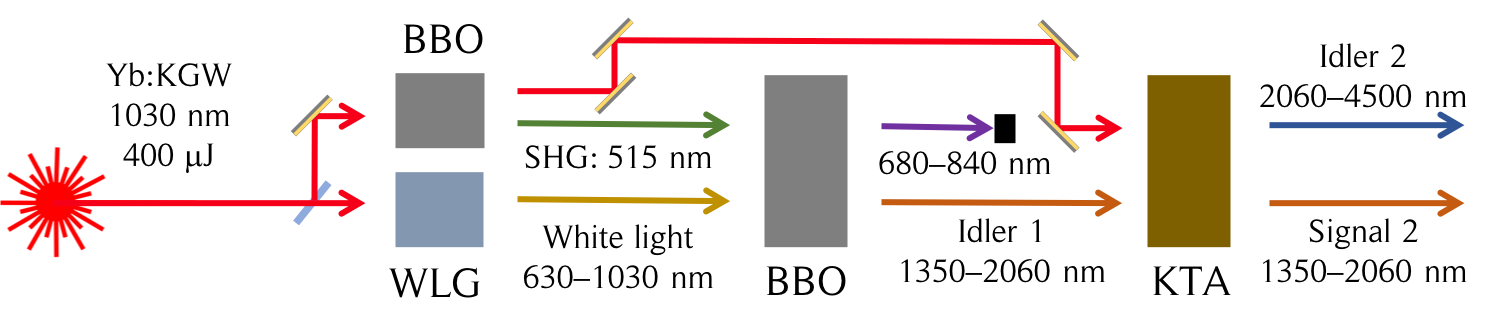 Yb:KGW
1030 nm
400 μJ
BBO
WLG
SHG: 515 nm
White light
630–1030 nm
BBO
680–840 nm
Idler 1
1350–2060 nm
KTA
Idler 2
2060–4500 nm
Signal 2
1350–2060 nm